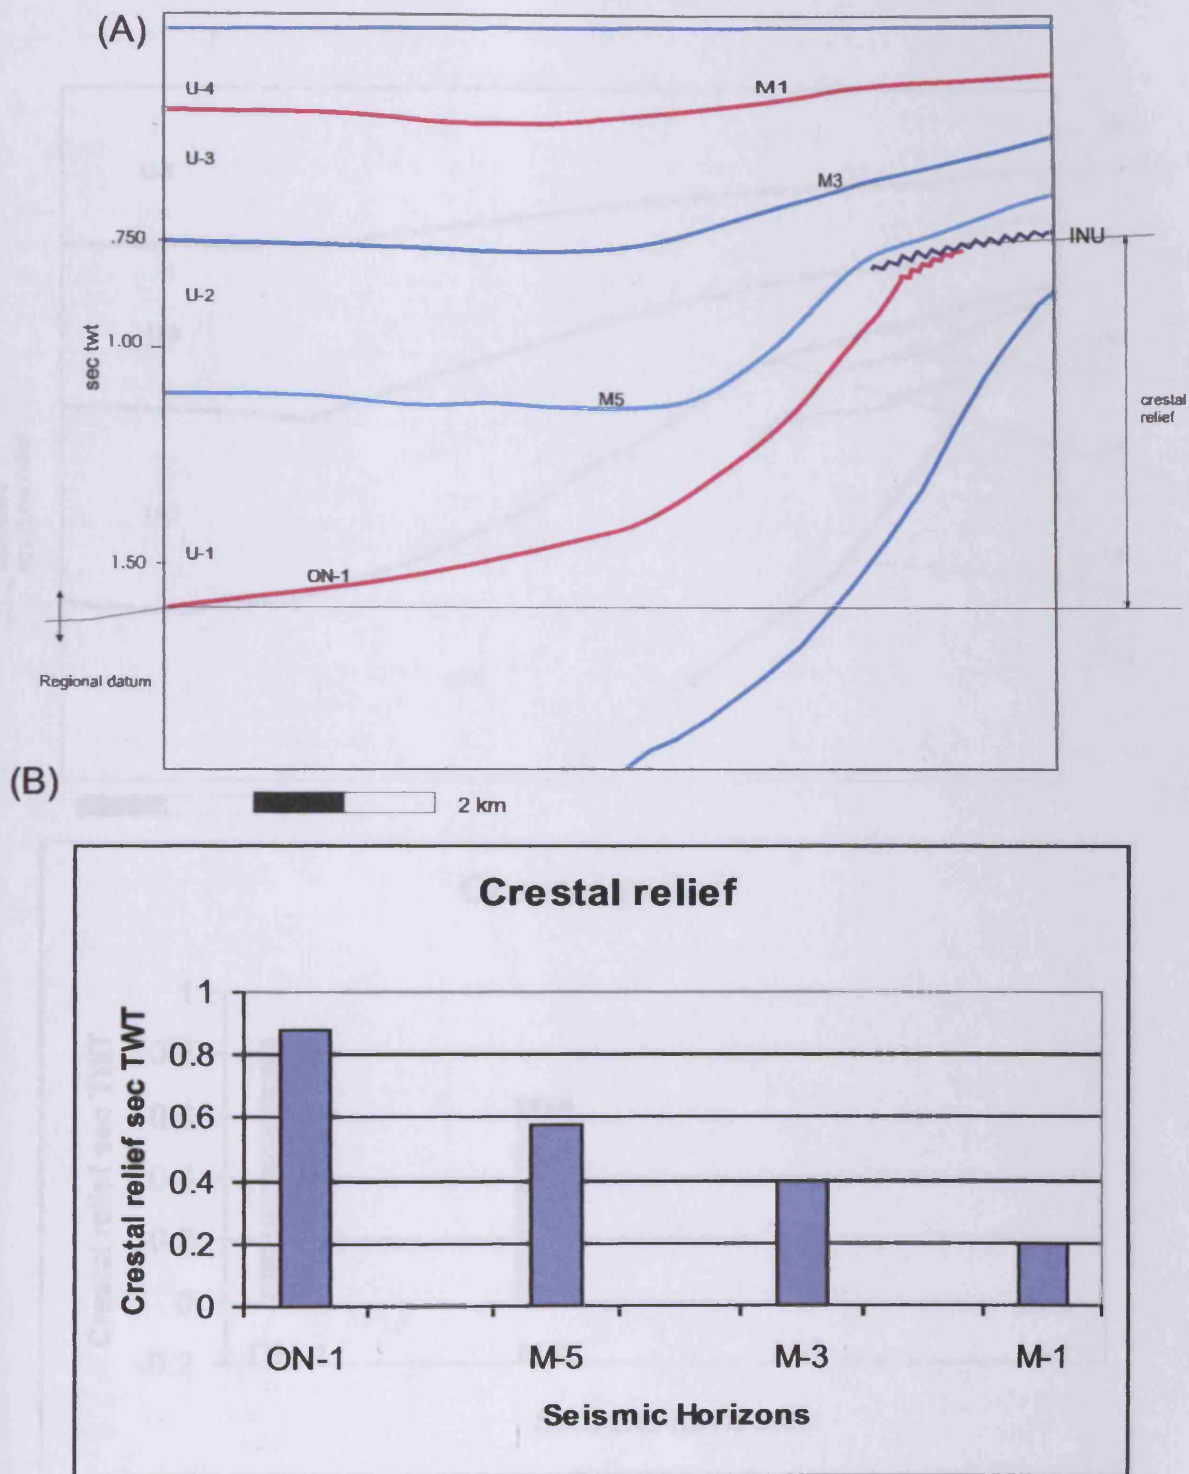 (A)
U-4
M1
U-3
M3
.750
INU
U-2
sec twt
1.00
M5
crestal
relief
1.50
U-1
ON-1
Regional datum
(B)
2 km
Crestal relief
Crestal relief sec TWT
1
0.8
0.6
0.4
0.2
0
ON-1
M-5
M-3
M-1
Seismic Horizons